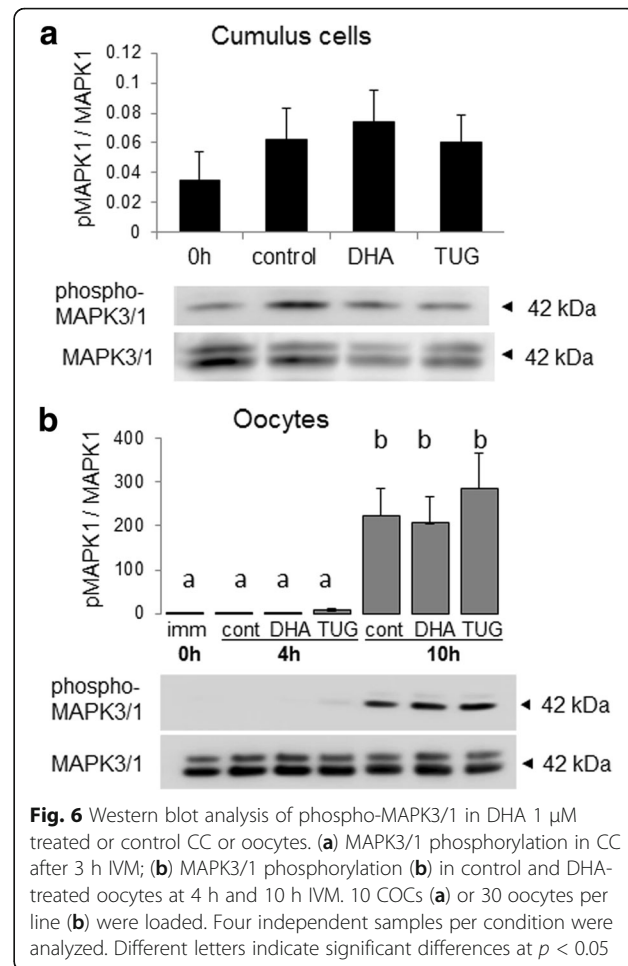 a
Cumulus cells
pMAPK1 / MAPK1
0.12
0.1
0.08
0.06
0.04
0.02
0
0h control DHA TUG
phospho-
MAPK3/1
◄ 42 kDa
MAPK3/1
◄ 42 kDa
b
Oocytes
pMAPK1 / MAPK1
400
300
200
100
0
a a a a b b b
imm cont DHA TUG cont DHA TUG
0h 4h 10h
phospho-
MAPK3/1
◄ 42 kDa
MAPK3/1
◄ 42 kDa
Fig. 6 Western blot analysis of phospho-MAPK3/1 in DHA 1 μM
treated or control CC or oocytes. (a) MAPK3/1 phosphorylation in CC
after 3 h IVM; (b) MAPK3/1 phosphorylation (b) in control and DHA-
treated oocytes at 4 h and 10 h IVM. 10 COCs (a) or 30 oocytes per
line (b) were loaded. Four independent samples per condition were
analyzed. Different letters indicate significant differences at p < 0.05